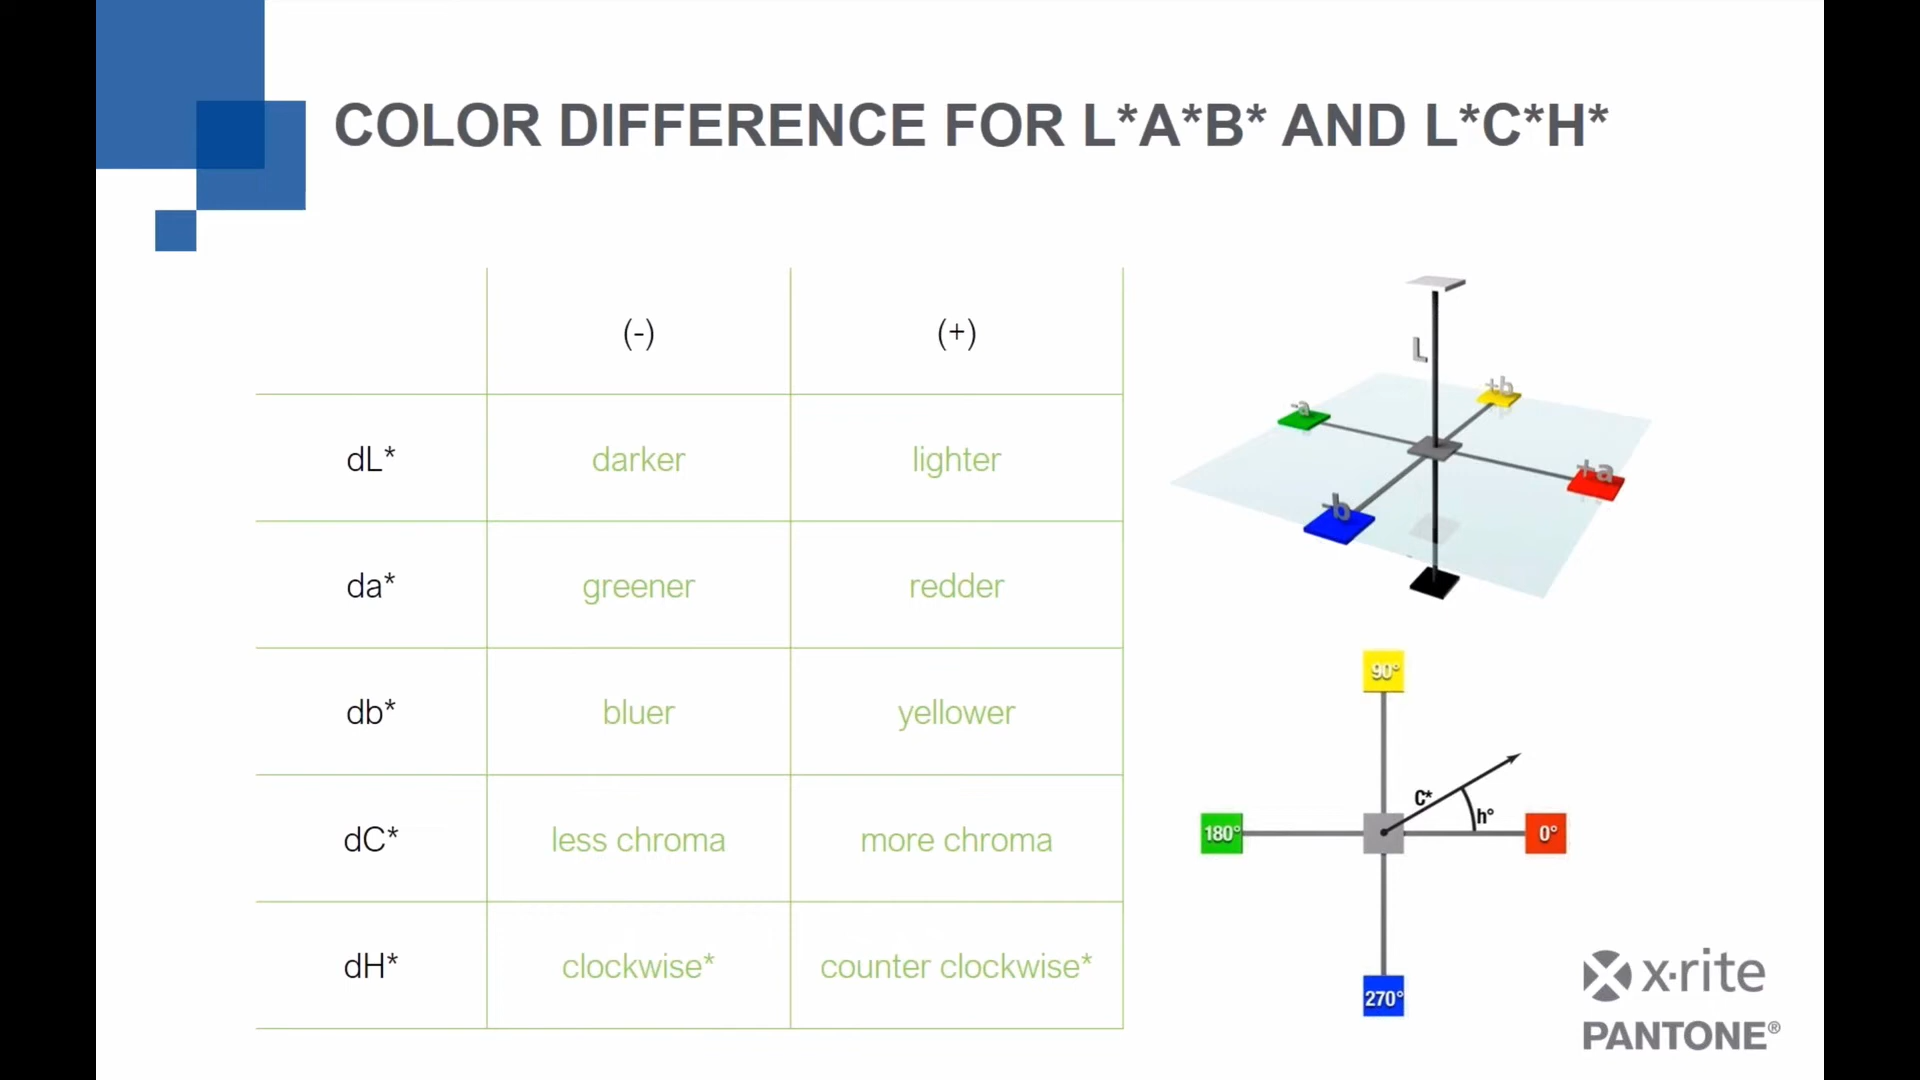 COLOR DIFFERENCE FOR L*A*B* AND L*C*H*
(-) (+)
dL* darker lighter
da* greener redder
db* bluer yellower
dC* less chroma more chroma
dH* clockwise* counter clockwise*
L
+b
-a
+a
-b
90°
C*
h°
180°
0°
270°
x·rite
PANTONE®